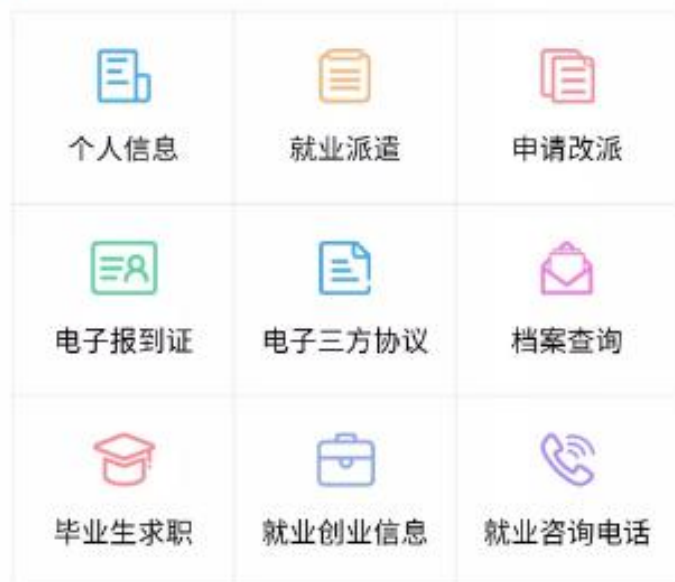 个人信息
就业派遣
申请改派
电子报到证
电子三方协议
档案查询
毕业生求职
就业创业信息
就业咨询电话